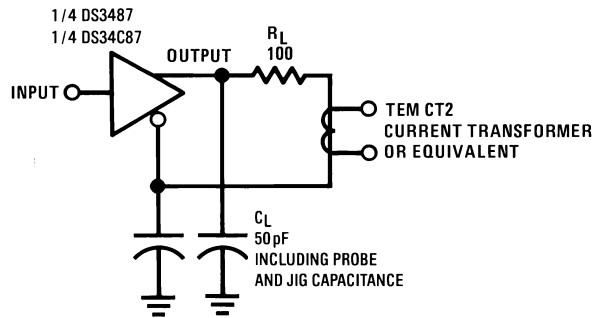 1/4 DS3487
1/4 DS34C87
OUTPUT
RL
100
INPUT
TEM CT2
CURRENT TRANSFORMER
OR EQUIVALENT
CL
50pF
INCLUDING PROBE
AND JIG CAPACITANCE